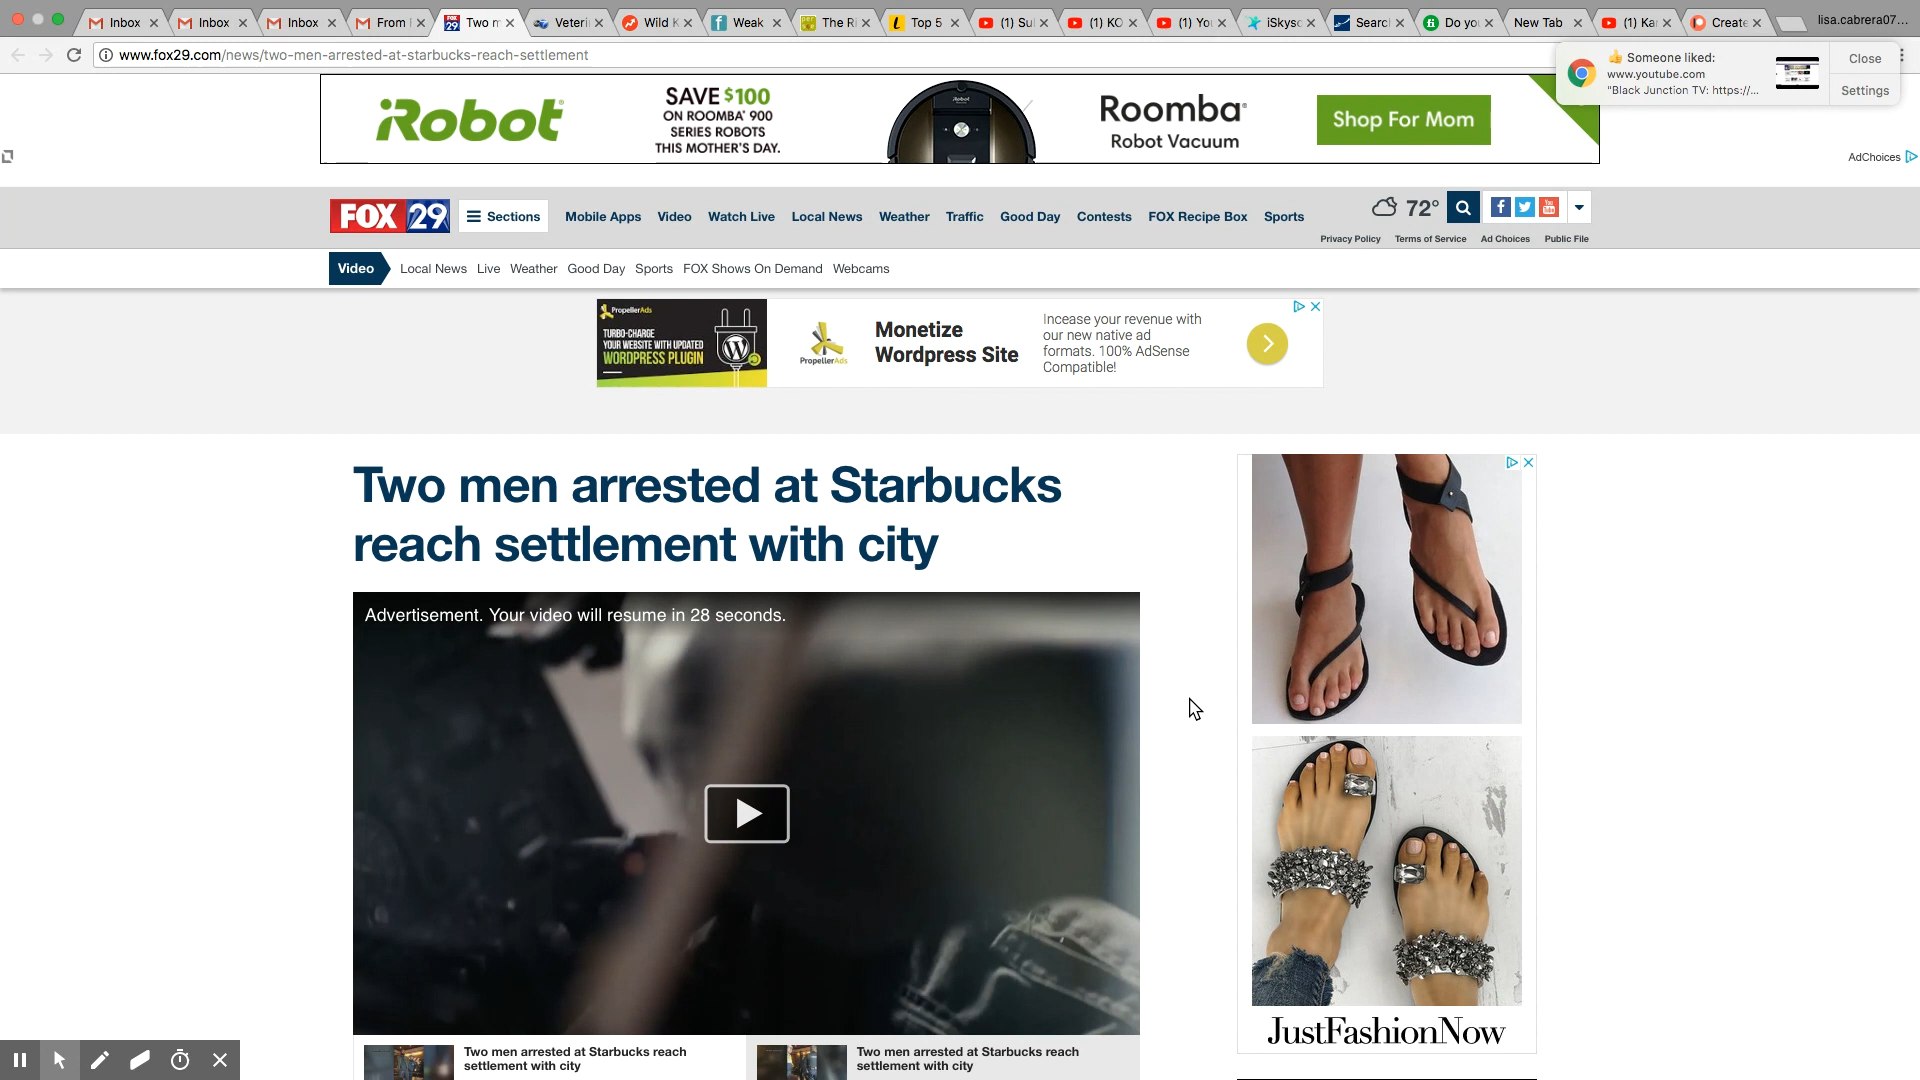 Inbox
Inbox
Inbox
From
Two m
Veteri
Wild K
Weak
The Ri
Top 5
(1) Su
(1) KO
(1) Yo
iSkyso
Searc
Do yo
New Tab
(1) Ka
Create
lisa.cabrera07...
www.fox29.com/news/two-men-arrested-at-starbucks-reach-settlement
👍 Someone liked:
www.youtube.com
"Black Junction TV: https://...
Close
Settings
iRobot
SAVE $100
ON ROOMBA® 900
SERIES ROBOTS
THIS MOTHER'S DAY.
Roomba®
Robot Vacuum
Shop For Mom
AdChoices
FOX 29
Sections
Mobile Apps
Video
Watch Live
Local News
Weather
Traffic
Good Day
Contests
FOX Recipe Box
Sports
72°
Privacy Policy
Terms of Service
Ad Choices
Public File
Video
Local News
Live
Weather
Good Day
Sports
FOX Shows On Demand
Webcams
PropellerAds
TURBO-CHARGE
YOUR WEBSITE WITH UPDATED
WORDPRESS PLUGIN
PropellerAds
Monetize
Wordpress Site
Incease your revenue with
our new native ad
formats. 100% AdSense
Compatible!
Two men arrested at Starbucks
reach settlement with city
Advertisement. Your video will resume in 28 seconds.
JustFashionNow
Two men arrested at Starbucks reach
settlement with city
Two men arrested at Starbucks reach
settlement with city